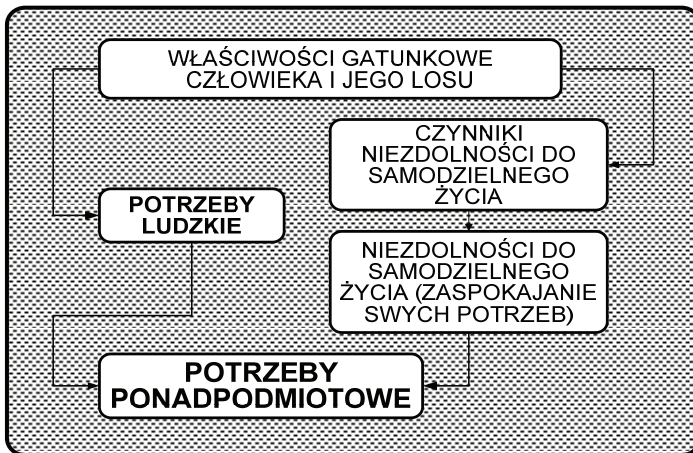 WŁAŚCIWOŚCI GATUNKOWE
CZŁOWIEKA I JEGO LOSU
CZYNNIKI
NIEZDOLNOŚCI DO
SAMODZIELNEGO
ŻYCIA
POTRZEBY
LUDZKIE
NIEZDOLNOŚCI DO
SAMODZIELNEGO
ŻYCIA (ZASPOKAJANIE
SWYCH POTRZEB)
POTRZEBY
PONADPODMIOTOWE